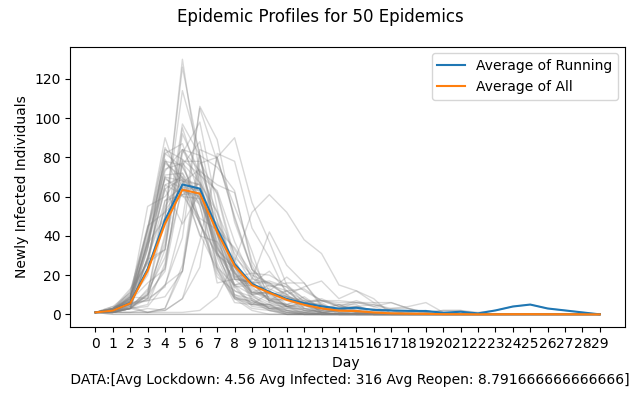 Epidemic Profiles for 50 Epidemics
Average of Running
Average of All
Newly Infected Individuals
120
100
80
60
40
20
0
0 1 2 3 4 5 6 7 8 9 10 11 12 13 14 15 16 17 18 19 20 21 22 23 24 25 26 27 28 29
Day
DATA:[Avg Lockdown: 4.56 Avg Infected: 316 Avg Reopen: 8.791666666666666]